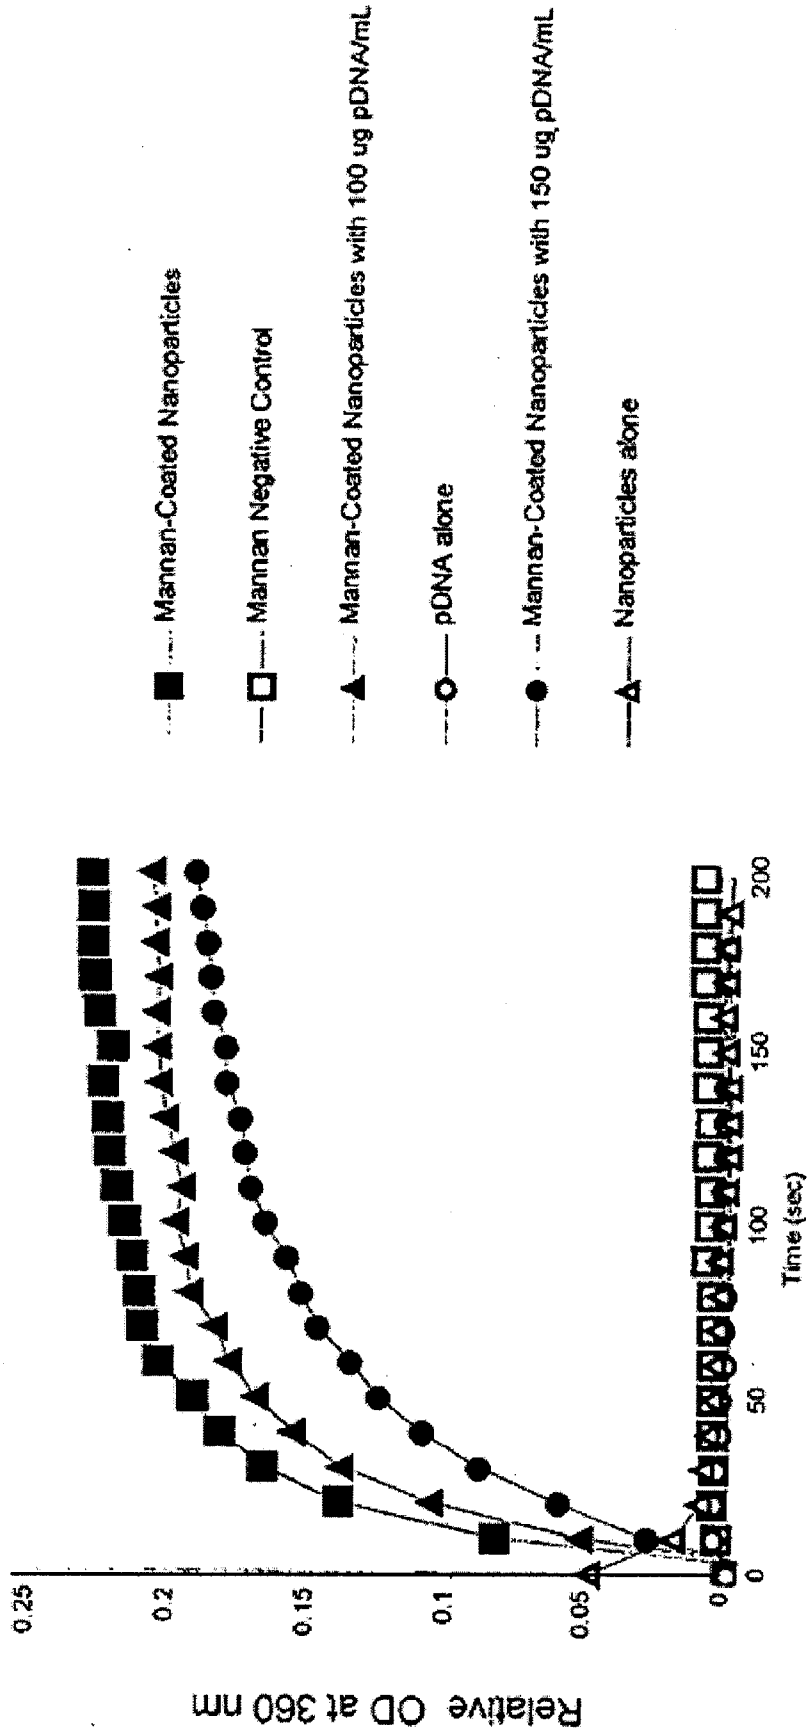 Relative OD at 360 nm
0.25
0.2
0.15
0.1
0.05
0
0
50
100
150
200
Time (sec)
Mannan-Coated Nanoparticles
Mannan Negative Control
Mannan-Coated Nanoparticles with 100 ug pDNA/mL
pDNA alone
Mannan-Coated Nanoparticles with 150 ug pDNA/mL
Nanoparticles alone